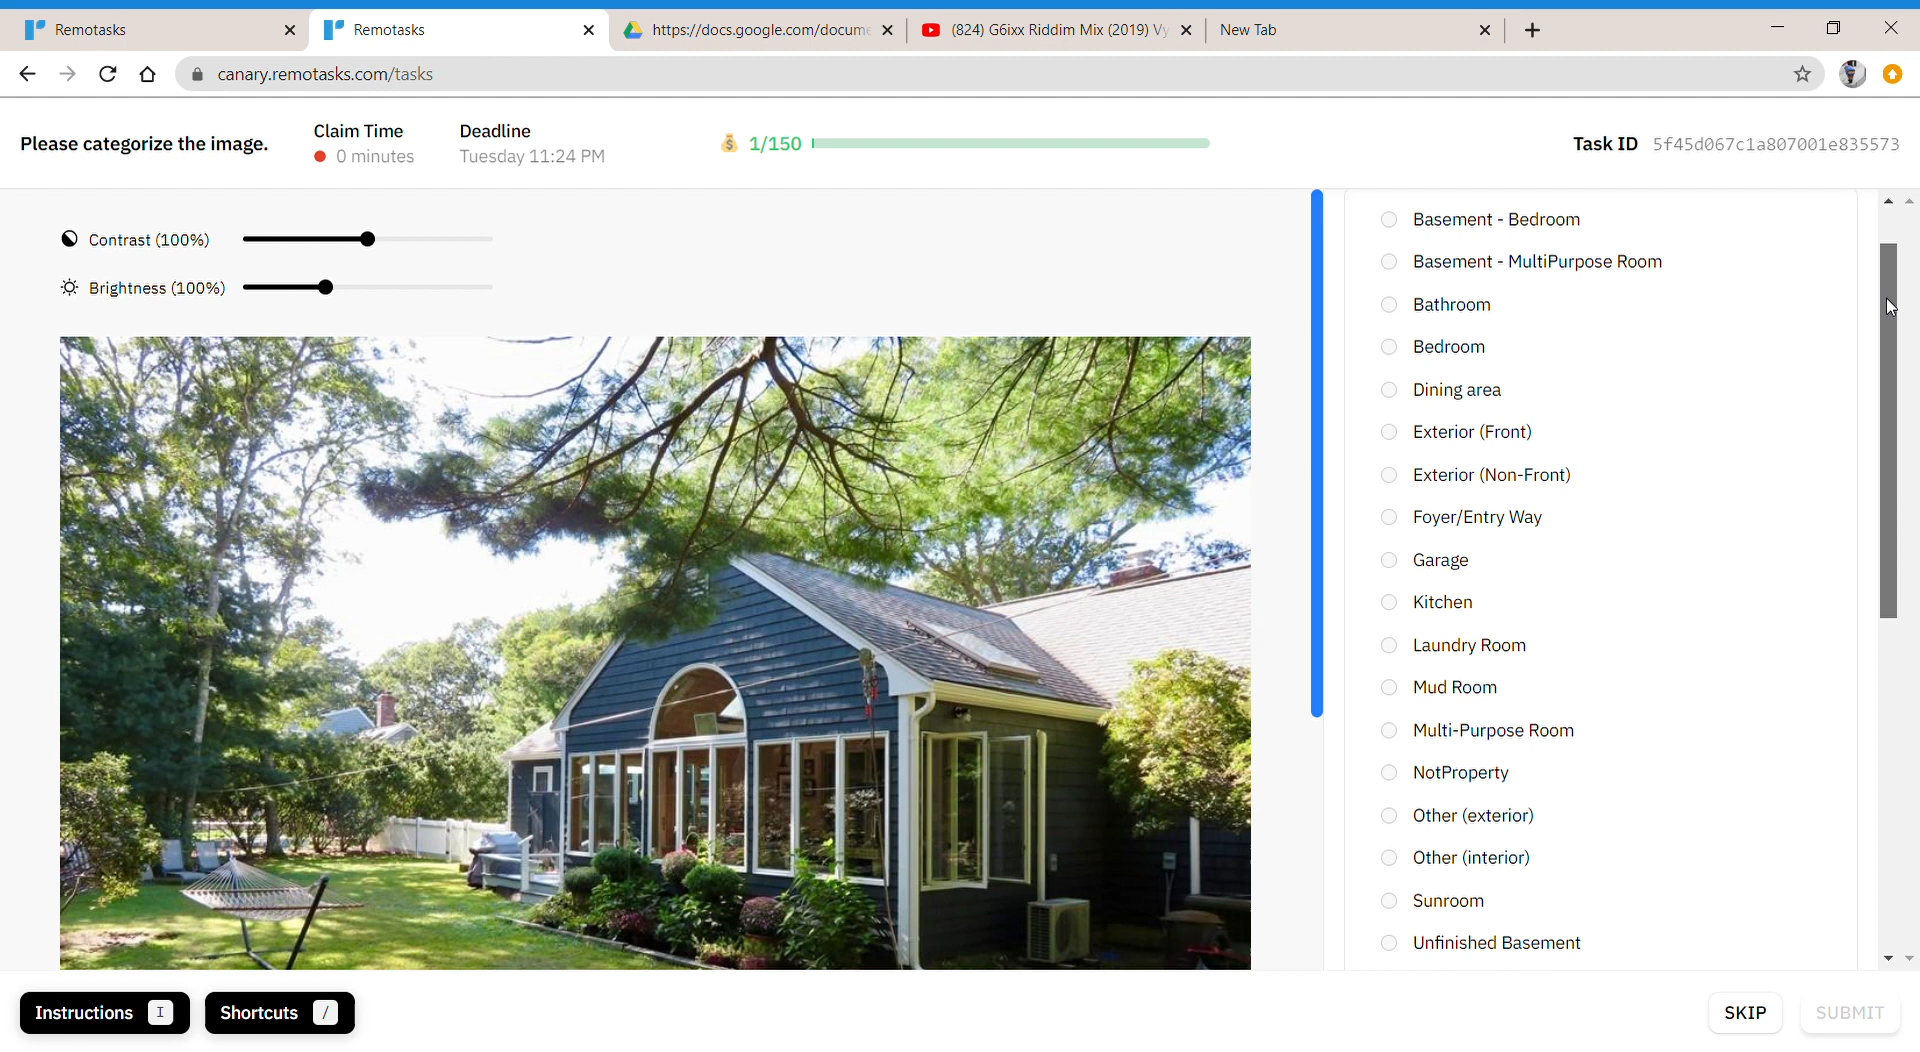 Remotasks
Remotasks
https://docs.google.com/docume
(824) G6ixx Riddim Mix (2019) Vy
New Tab
canary.remotasks.com/tasks
Please categorize the image.
Claim Time
0 minutes
Deadline
Tuesday 11:24 PM
1/150
Task ID 5f45d067c1a807001e835573
Contrast (100%)
Brightness (100%)
Basement - Bedroom
Basement - MultiPurpose Room
Bathroom
Bedroom
Dining area
Exterior (Front)
Exterior (Non-Front)
Foyer/Entry Way
Garage
Kitchen
Laundry Room
Mud Room
Multi-Purpose Room
NotProperty
Other (exterior)
Other (interior)
Sunroom
Unfinished Basement
Instructions I
Shortcuts /
SKIP
SUBMIT